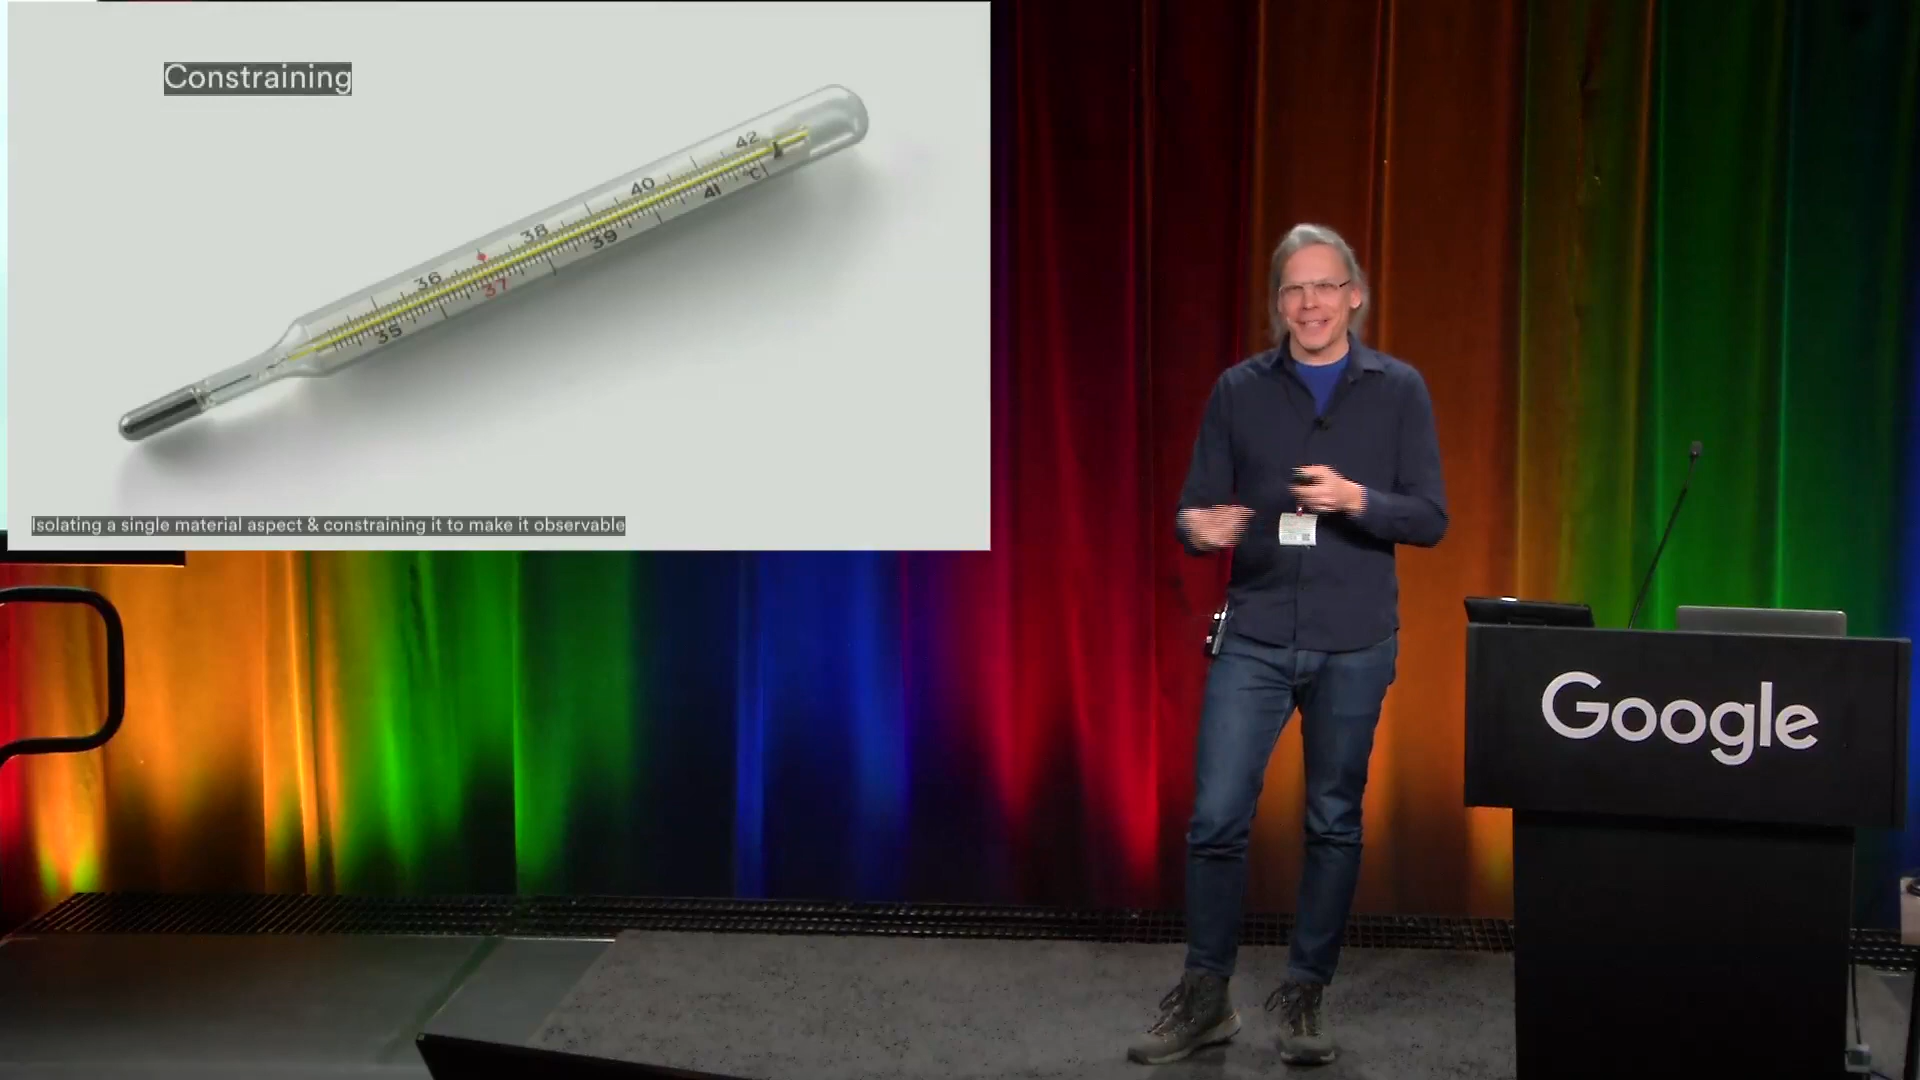 Constraining
42
°C
41
40
39
38
37
36
35
Isolating a single material aspect & constraining it to make it observable
Google